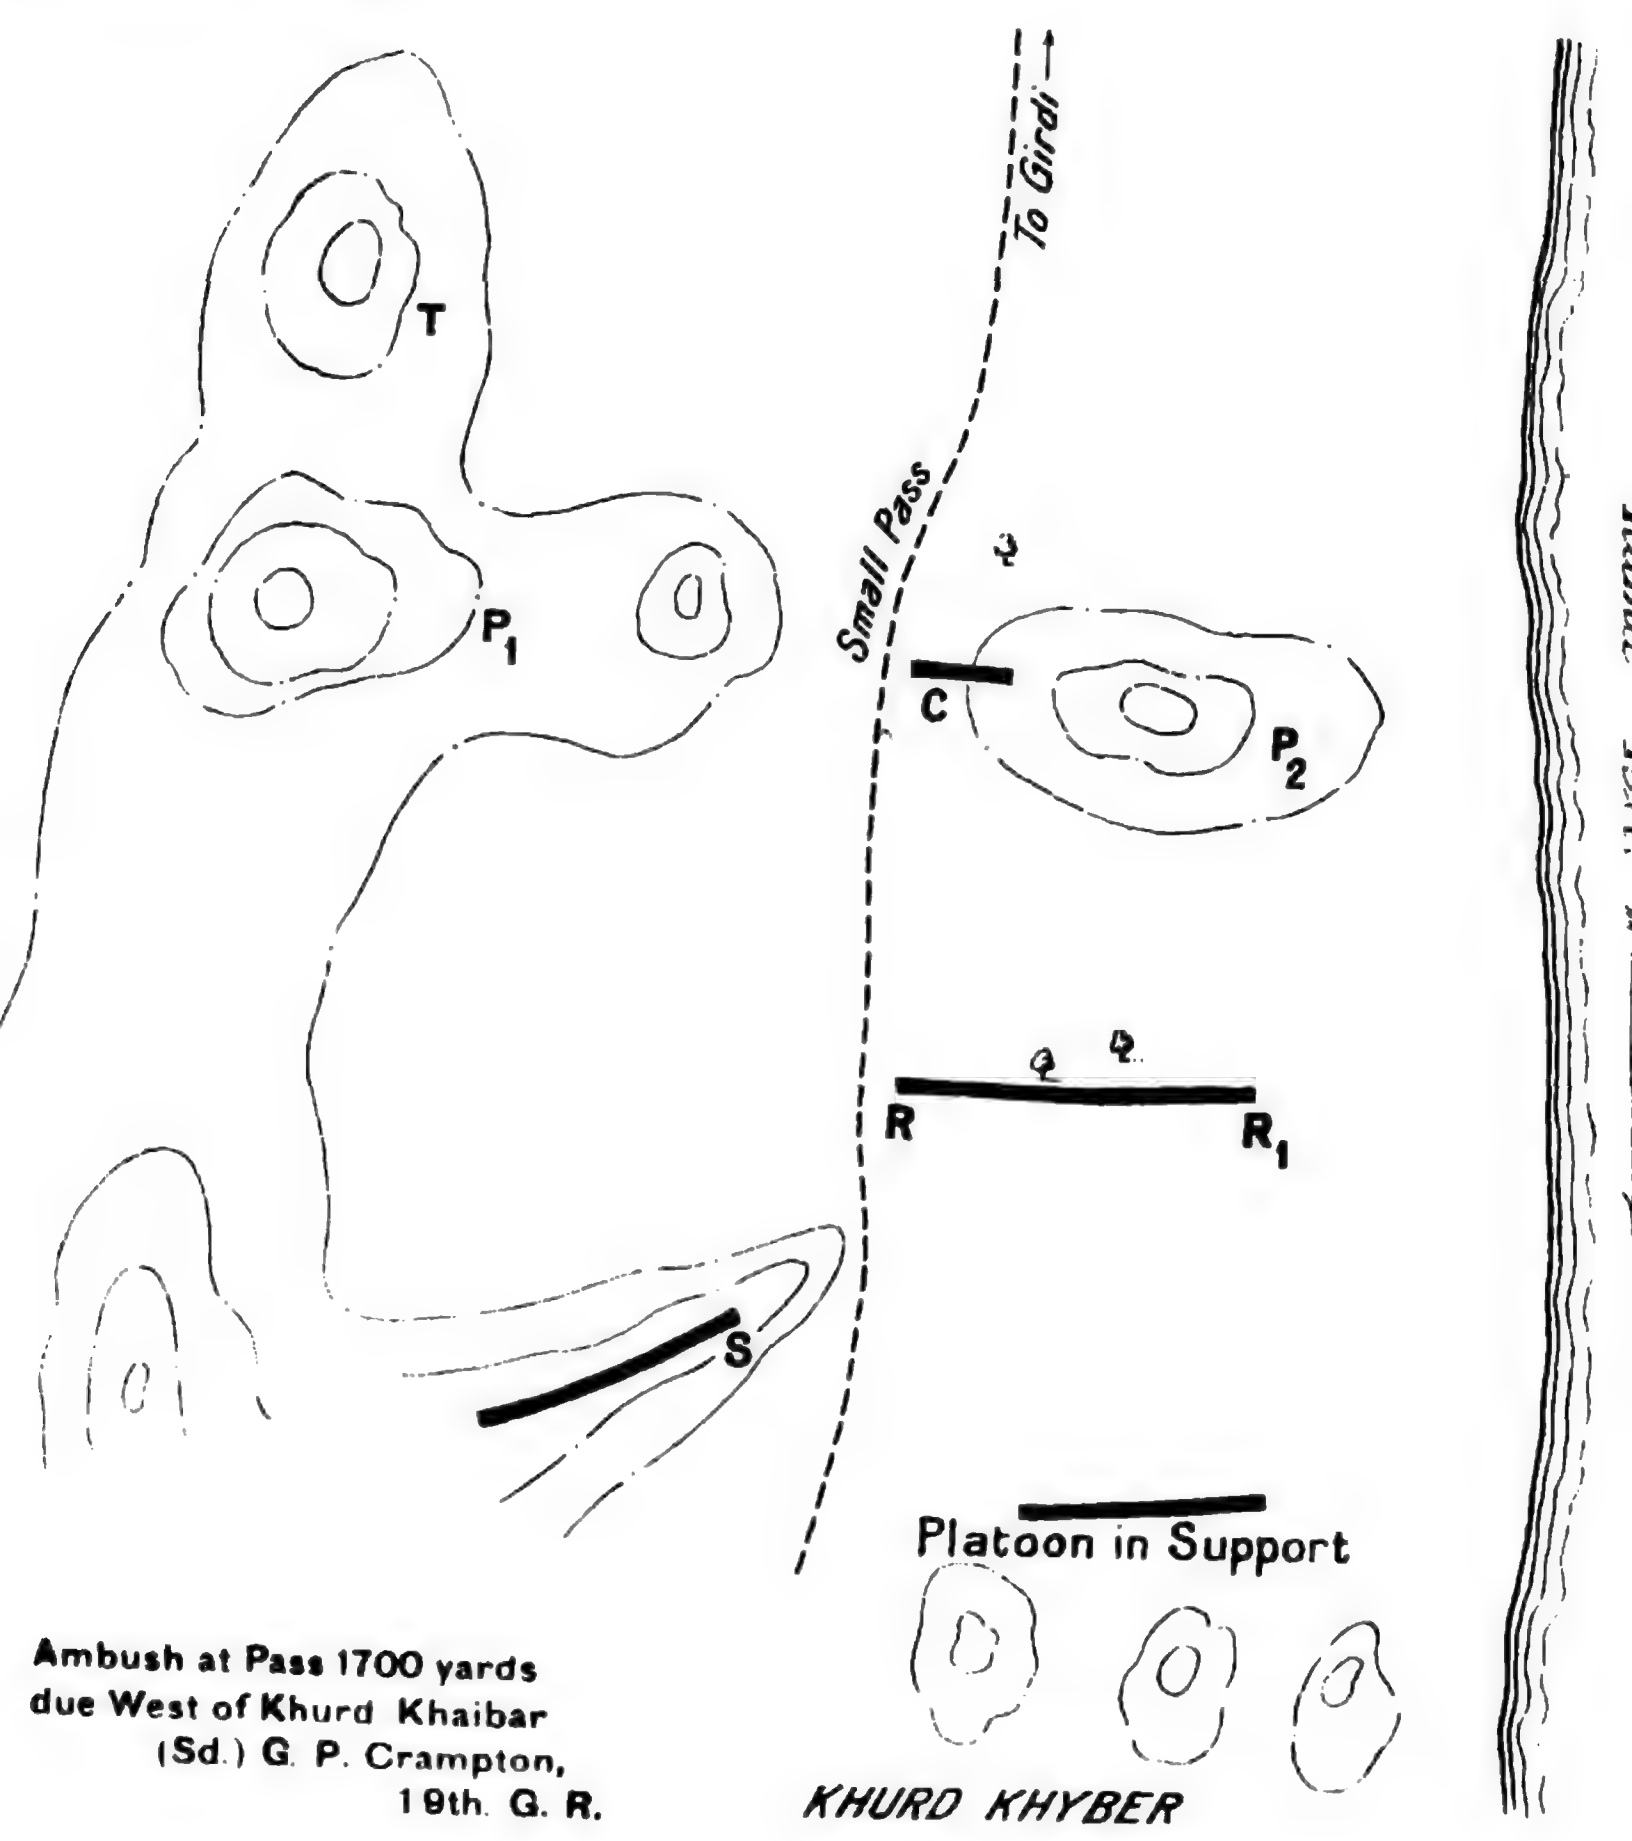 To Girdi
T
Small Pass
P1
C
P2
R
R1
S
Platoon in Support
Ambush at Pass 1700 yards
due West of Khurd Khaibar
(Sd.) G. P. Crampton,
19th. G. R.
KHURD KHYBER